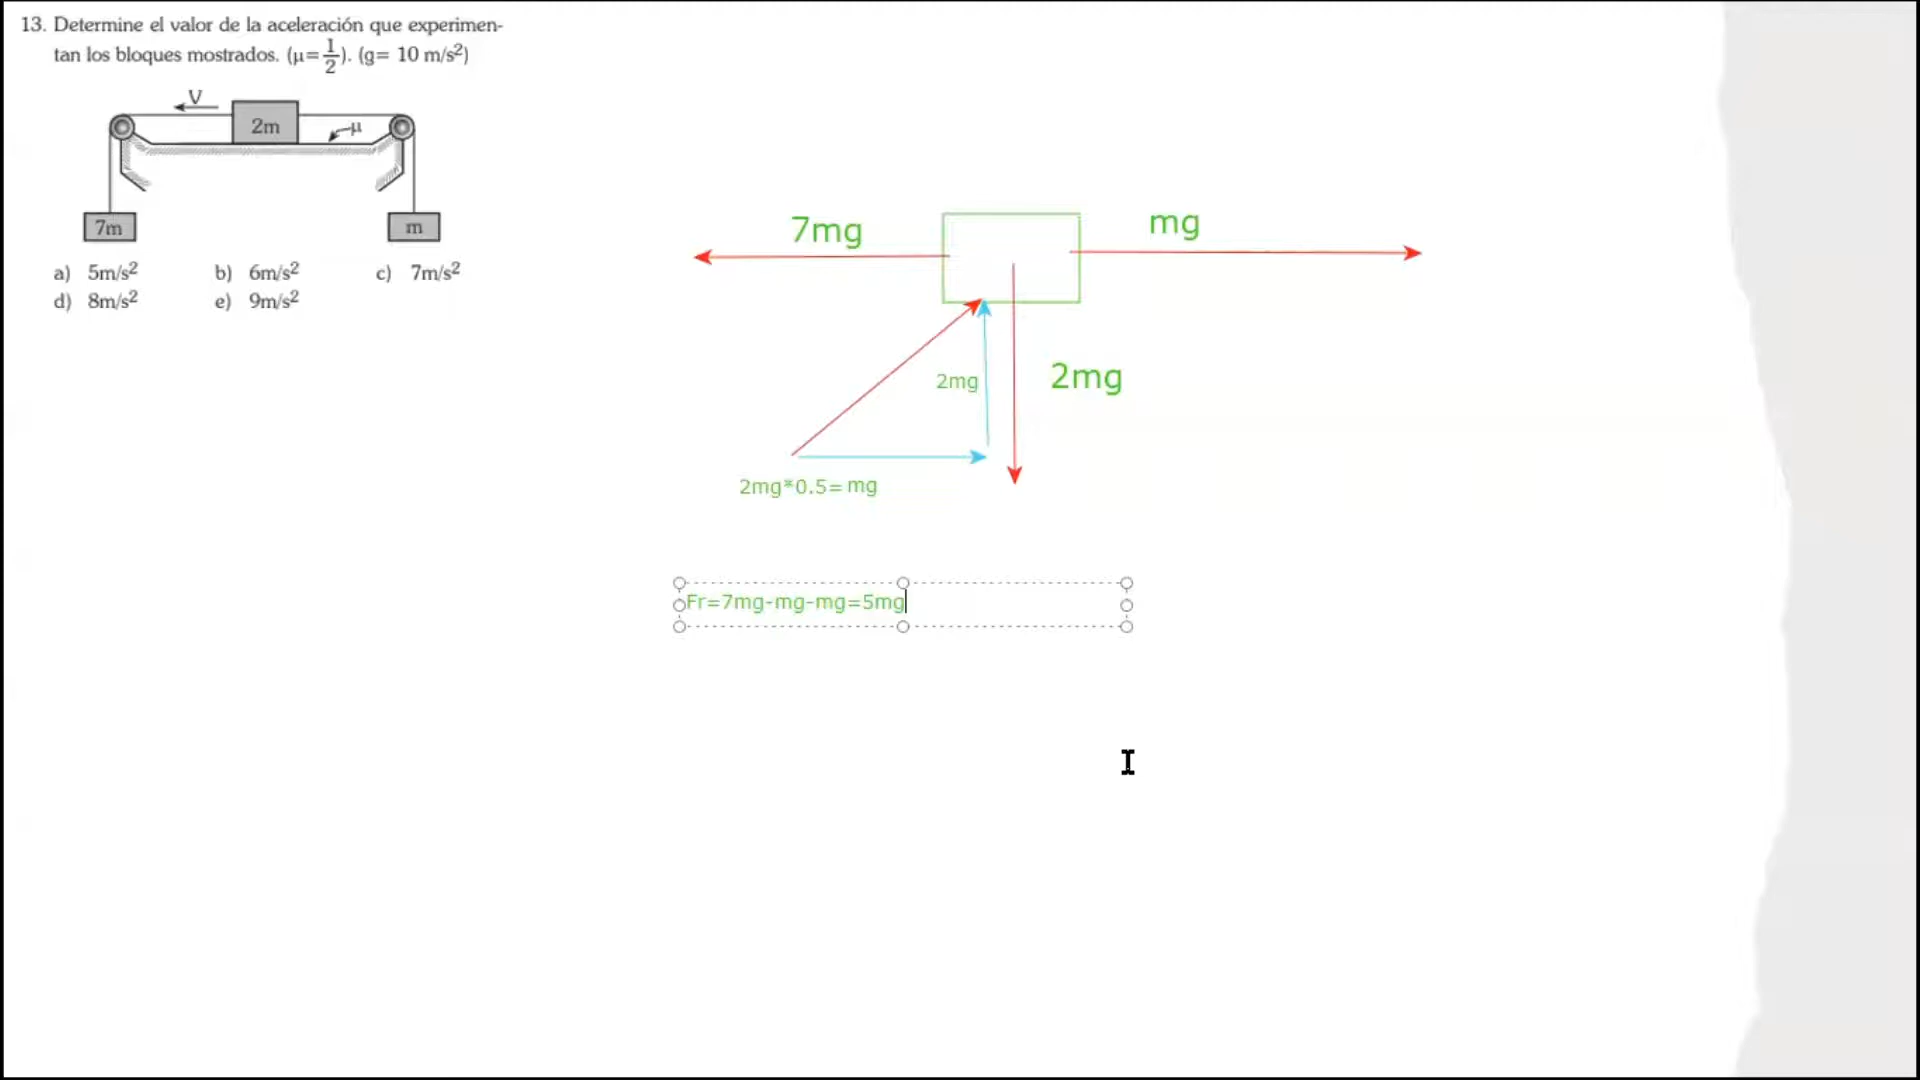 13. Determine el valor de la aceleración que experimen-
tan los bloques mostrados. (μ=1/2). (g= 10 m/s²)
V
2m
μ
7m
m
a) 5m/s² b) 6m/s² c) 7m/s²
d) 8m/s² e) 9m/s²
7mg
mg
2mg
2mg
2mg*0.5= mg
Fr=7mg-mg-mg=5mg